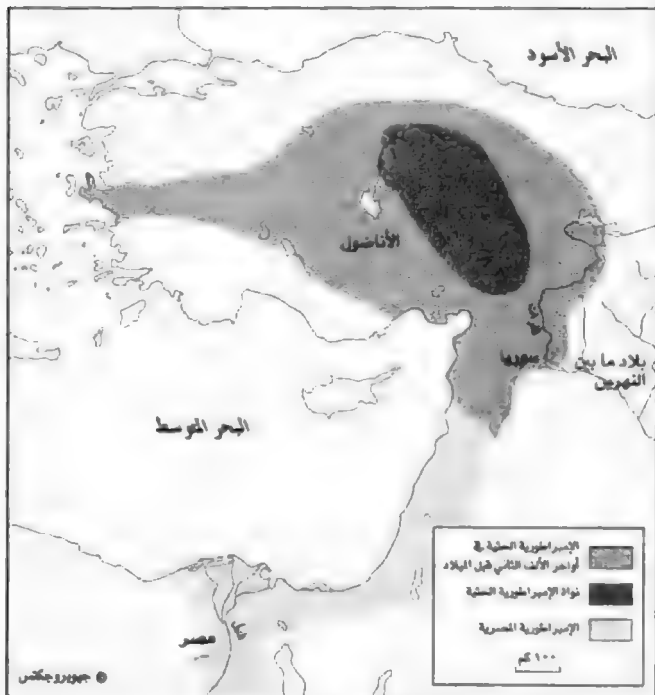 البحر الأسود
الأناضول
سوريا
بلاد ما بين
النهرين
البحر المتوسط
مصر
الإمبراطورية الحثية في
أواخر الألف الثاني قبل الميلاد
نواة الإمبراطورية الحثية
الإمبراطورية المصرية
١٠٠ كم
© جيوبروجكتس